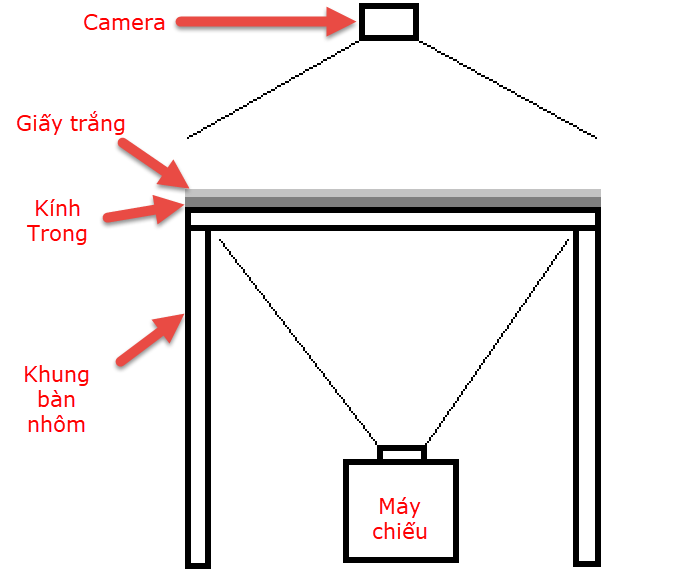 Camera
Giấy trắng
Kính
Trong
Khung
bàn
nhôm
Máy
chiếu